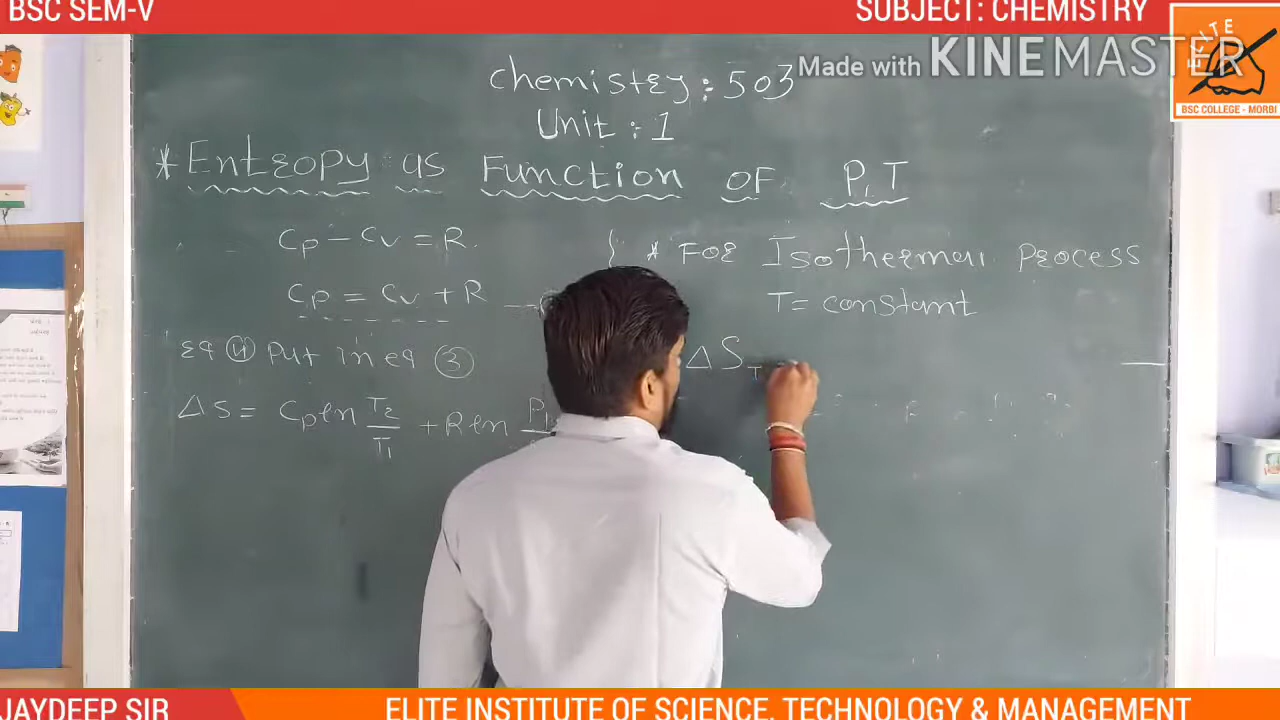 BSC SEM-V
SUBJECT: CHEMISTRY
Made with KINEMASTER
ELITE
BSC COLLEGE - MORBI
Chemistry : 503
Unit : 1
* Entropy as Function of P, T
Cp - Cv = R.
Cp = Cv + R
Eq ④ Put in eq ③
ΔS = Cp ln T2/T1 + R ln P1
* For Isothermal Process
T = constant
ΔS T
JAYDEEP SIR
ELITE INSTITUTE OF SCIENCE, TECHNOLOGY & MANAGEMENT